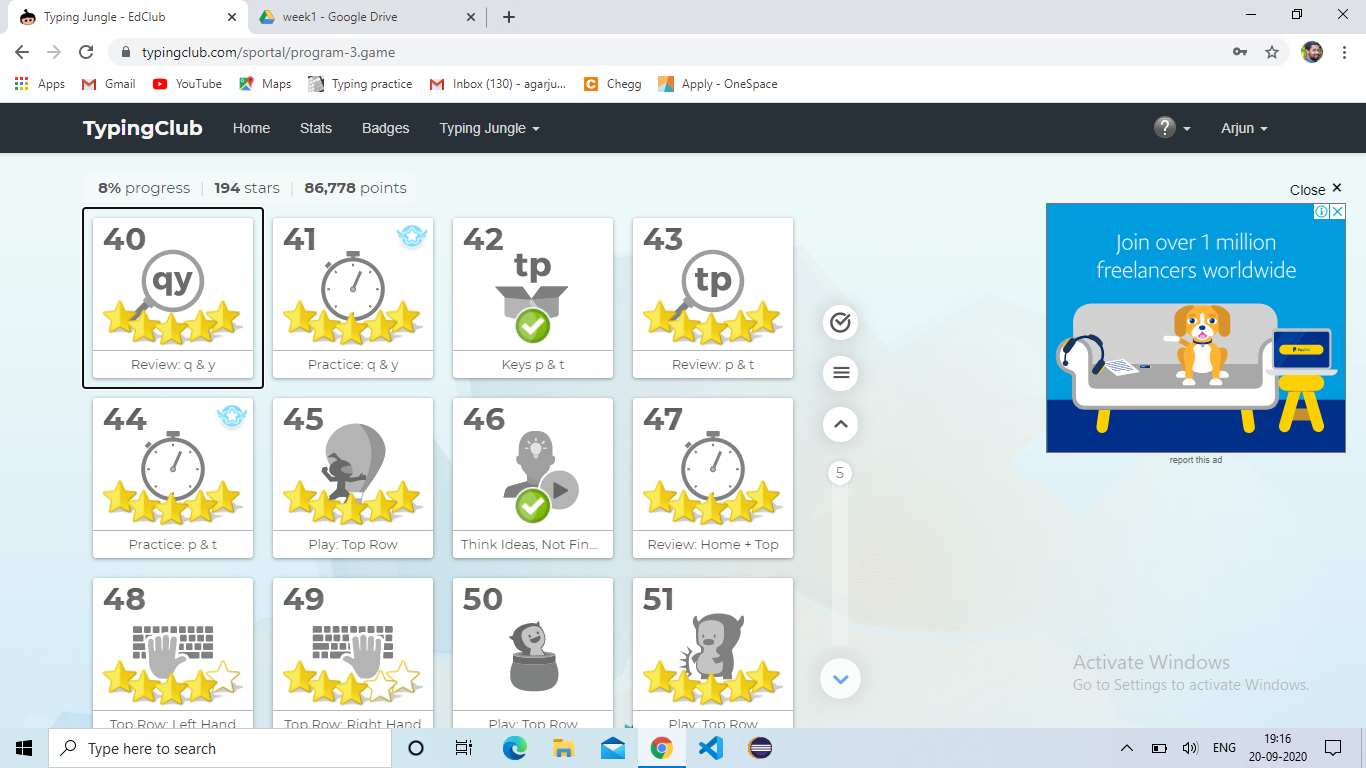 Typing Jungle - EdClub
week1 - Google Drive
typingclub.com/sportal/program-3.game
Apps
Gmail
YouTube
Maps
Typing practice
Inbox (130) - agarju...
Chegg
Apply - OneSpace
TypingClub
Home
Stats
Badges
Typing Jungle
?
Arjun
8% progress
194 stars
86,778 points
Close
40
qy
Review: q & y
41
Practice: q & y
42
tp
Keys p & t
43
tp
Review: p & t
44
Practice: p & t
45
Play: Top Row
46
Think Ideas, Not Fin...
47
Review: Home + Top
48
Top Row: Left Hand
49
Top Row: Right Hand
50
Play: Top Row
51
Play: Top Row
5
Join over 1 million
freelancers worldwide
PayPal
report this ad
Activate Windows
Go to Settings to activate Windows.
Type here to search
ENG
19:16
20-09-2020